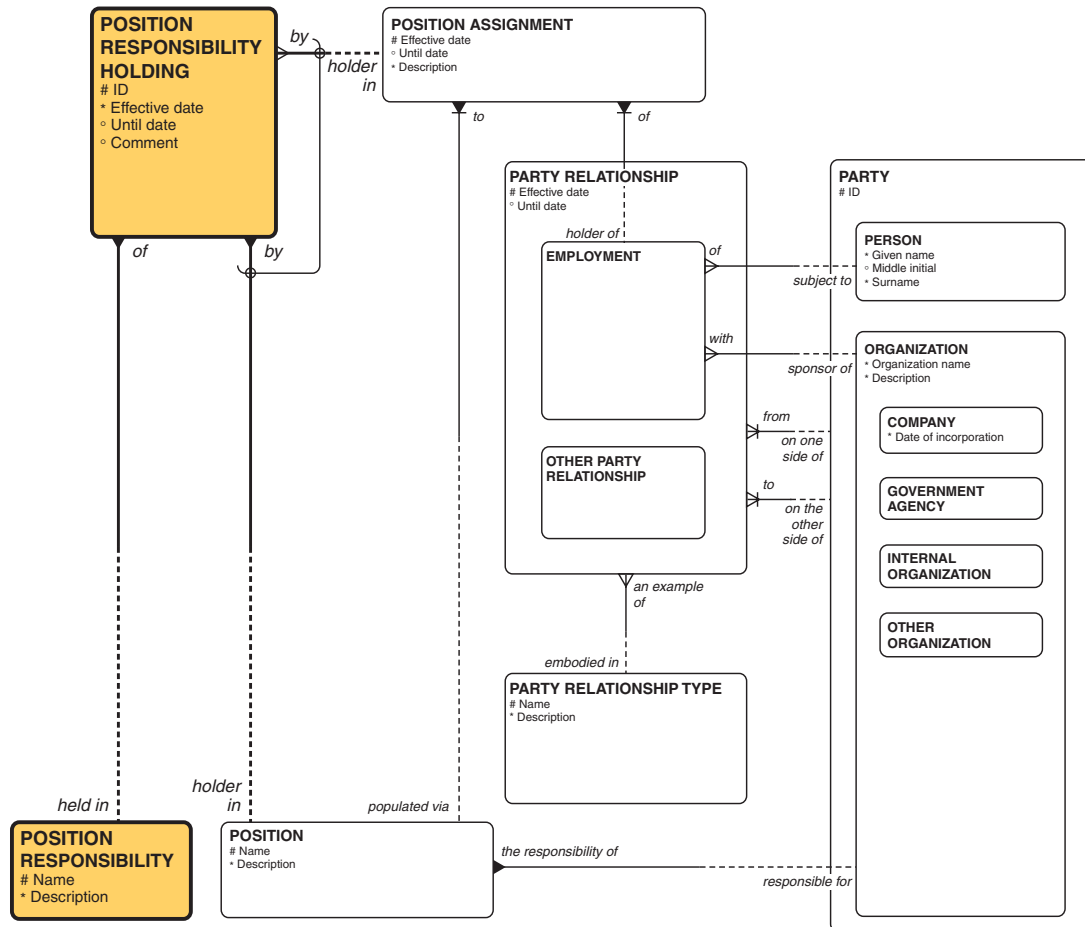 POSITION
RESPONSIBILITY
HOLDING
# ID
* Effective date
○ Until date
○ Comment
by
holder
in
POSITION ASSIGNMENT
# Effective date
○ Until date
* Description
to
of
of
by
PARTY RELATIONSHIP
# Effective date
○ Until date
holder of
EMPLOYMENT
of
subject to
with
sponsor of
OTHER PARTY
RELATIONSHIP
from
on one
side of
to
on the
other
side of
PARTY
# ID
PERSON
* Given name
○ Middle initial
* Surname
ORGANIZATION
* Organization name
* Description
COMPANY
* Date of incorporation
GOVERNMENT
AGENCY
INTERNAL
ORGANIZATION
OTHER
ORGANIZATION
an example
of
embodied in
PARTY RELATIONSHIP TYPE
# Name
* Description
held in
holder
in
populated via
POSITION
RESPONSIBILITY
# Name
* Description
POSITION
# Name
* Description
the responsibility of
responsible for